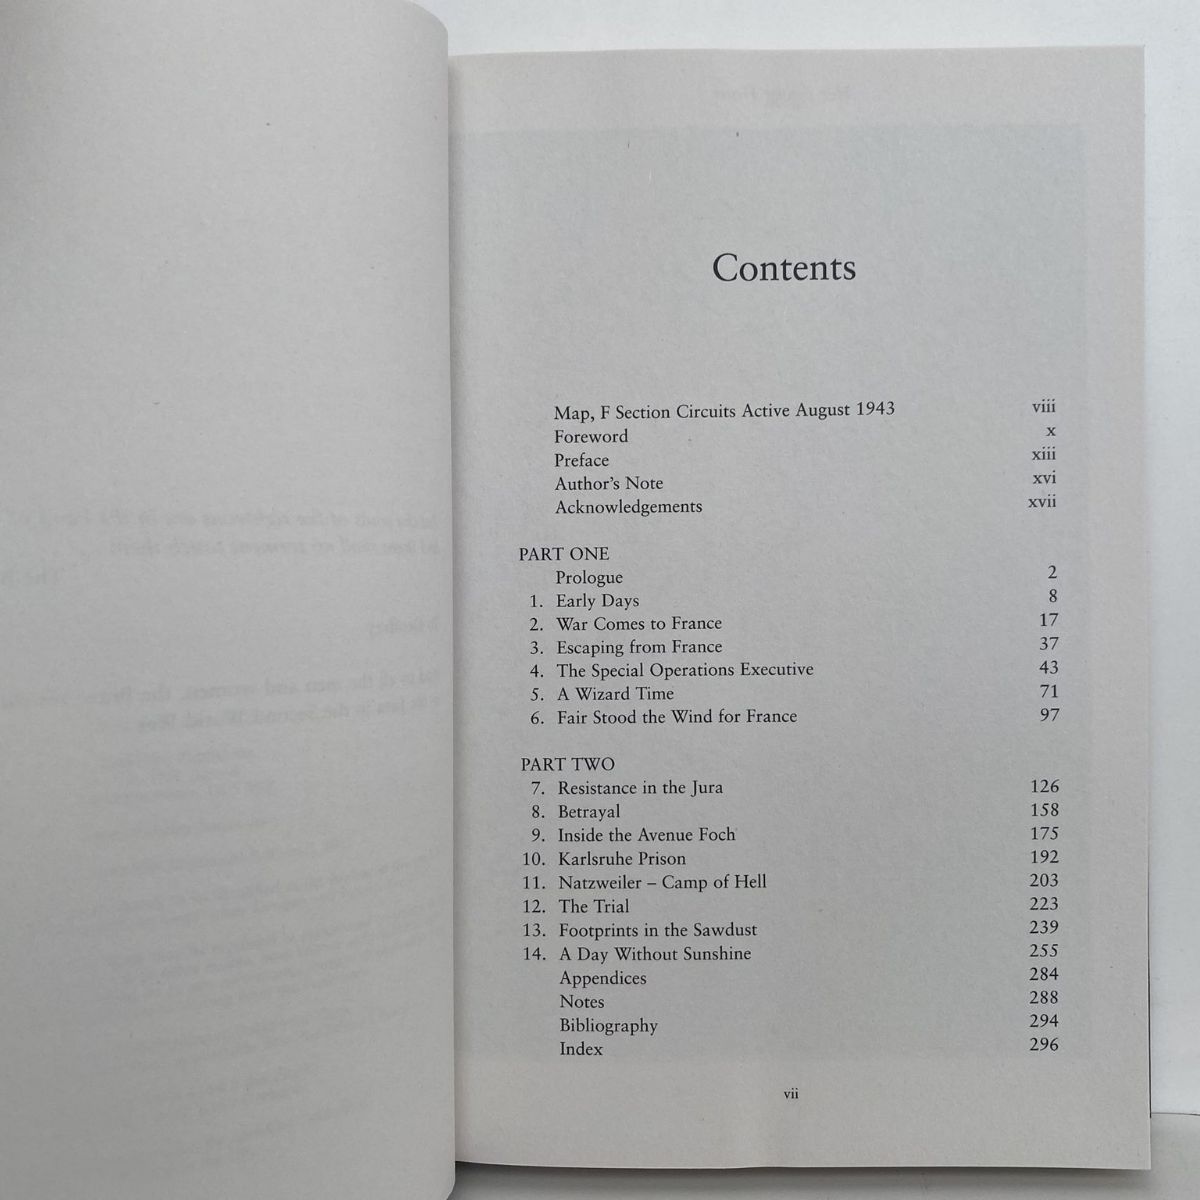 Contents
Map, F Section Circuits Active August 1943 viii
Foreword x
Preface xiii
Author's Note xvi
Acknowledgements xvii
PART ONE
Prologue 2
1. Early Days 8
2. War Comes to France 17
3. Escaping from France 37
4. The Special Operations Executive 43
5. A Wizard Time 71
6. Fair Stood the Wind for France 97
PART TWO
7. Resistance in the Jura 126
8. Betrayal 158
9. Inside the Avenue Foch 175
10. Karlsruhe Prison 192
11. Natzweiler – Camp of Hell 203
12. The Trial 223
13. Footprints in the Sawdust 239
14. A Day Without Sunshine 255
Appendices 284
Notes 288
Bibliography 294
Index 296
vii